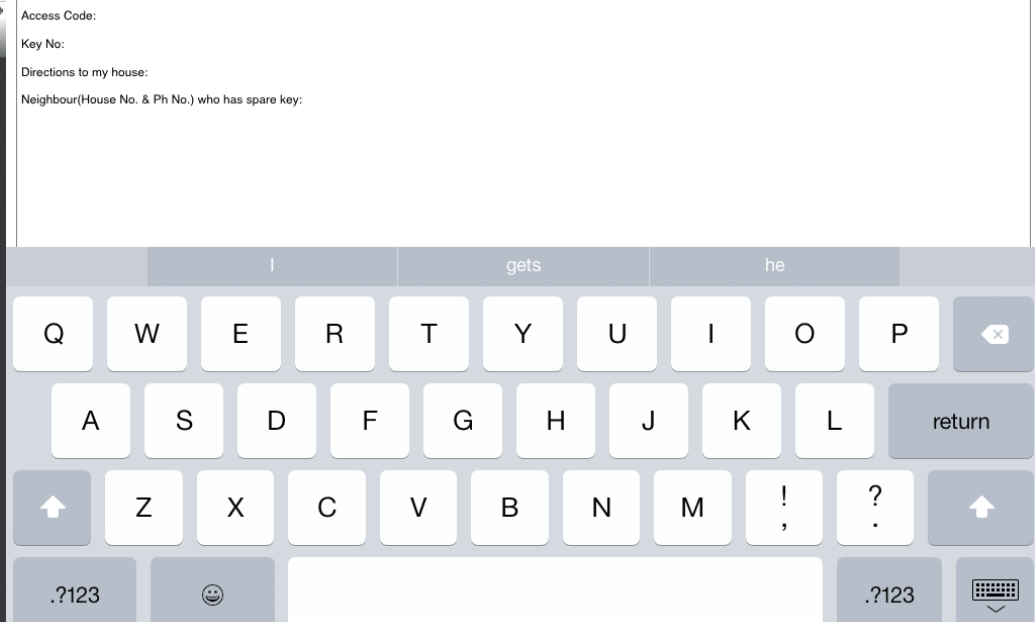 Access Code:
Key No:
Directions to my house:
Neighbour(House No. & Ph No.) who has spare key:
I gets he
Q W E R T Y U I O P
A S D F G H J K L return
Z X C V B N M ! , ? .
.?123 .?123